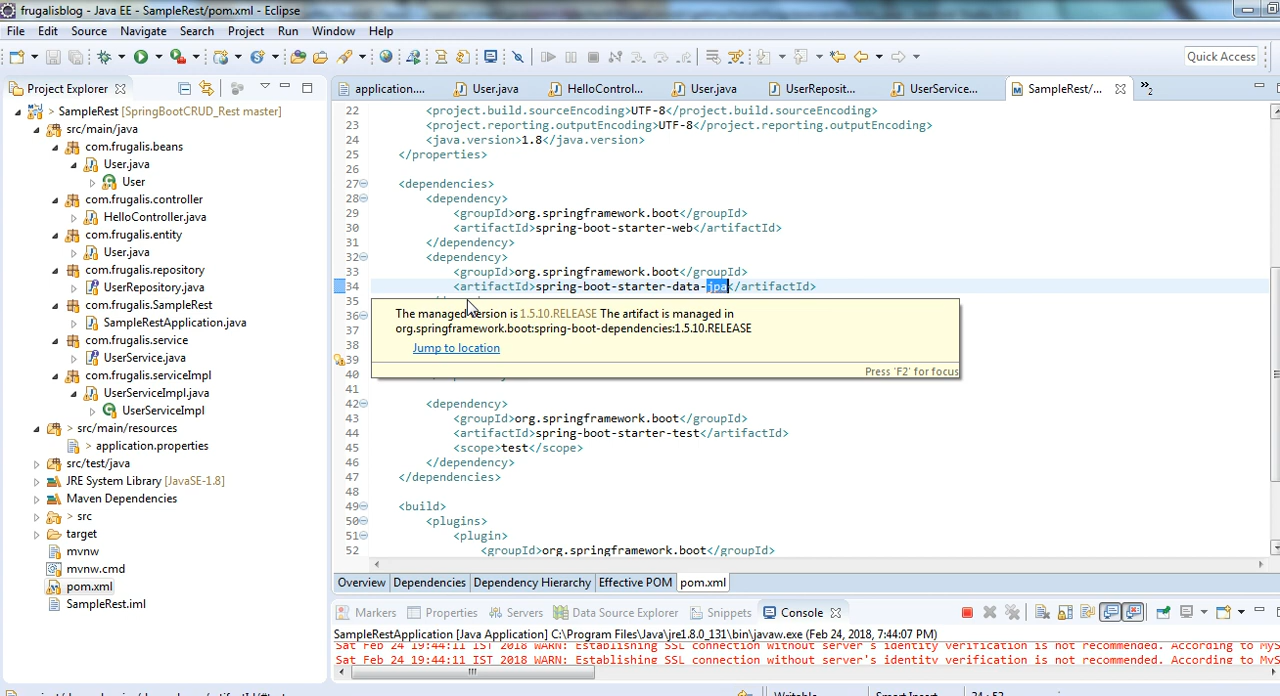 frugalisblog - Java EE - SampleRest/pom.xml - Eclipse
File Edit Source Navigate Search Project Run Window Help
Quick Access
Project Explorer
SampleRest [SpringBootCRUD_Rest master]
src/main/java
com.frugalis.beans
User.java
User
com.frugalis.controller
HelloController.java
com.frugalis.entity
User.java
com.frugalis.repository
UserRepository.java
com.frugalis.SampleRest
SampleRestApplication.java
com.frugalis.service
UserService.java
com.frugalis.serviceImpl
UserServiceImpl.java
UserServiceImpl
> src/main/resources
> application.properties
src/test/java
JRE System Library [JavaSE-1.8]
Maven Dependencies
> src
target
mvnw
mvnw.cmd
pom.xml
SampleRest.iml
application.... User.java HelloControl... User.java UserReposit... UserService... SampleRest/... »2
22 <project.build.sourceEncoding>UTF-8</project.build.sourceEncoding>
23 <project.reporting.outputEncoding>UTF-8</project.reporting.outputEncoding>
24 <java.version>1.8</java.version>
25 </properties>
26
27 <dependencies>
28 <dependency>
29 <groupId>org.springframework.boot</groupId>
30 <artifactId>spring-boot-starter-web</artifactId>
31 </dependency>
32 <dependency>
33 <groupId>org.springframework.boot</groupId>
34 <artifactId>spring-boot-starter-data-jpa</artifactId>
35
36
37
38
39
40
The managed version is 1.5.10.RELEASE The artifact is managed in
org.springframework.boot:spring-boot-dependencies:1.5.10.RELEASE
Jump to location
Press 'F2' for focus
41
42 <dependency>
43 <groupId>org.springframework.boot</groupId>
44 <artifactId>spring-boot-starter-test</artifactId>
45 <scope>test</scope>
46 </dependency>
47 </dependencies>
48
49 <build>
50 <plugins>
51 <plugin>
52 <groupId>org.springframework.boot</groupId>
Overview Dependencies Dependency Hierarchy Effective POM pom.xml
Markers Properties Servers Data Source Explorer Snippets Console
SampleRestApplication [Java Application] C:\Program Files\Java\jre1.8.0_131\bin\javaw.exe (Feb 24, 2018, 7:44:07 PM)
Sat Feb 24 19:44:11 IST 2018 WARN: Establishing SSL connection without server's identity verification is not recommended. According to MyS
Sat Feb 24 19:44:11 IST 2018 WARN: Establishing SSL connection without server's identity verification is not recommended. According to MyS
Writable Smart Insert 34 : 52